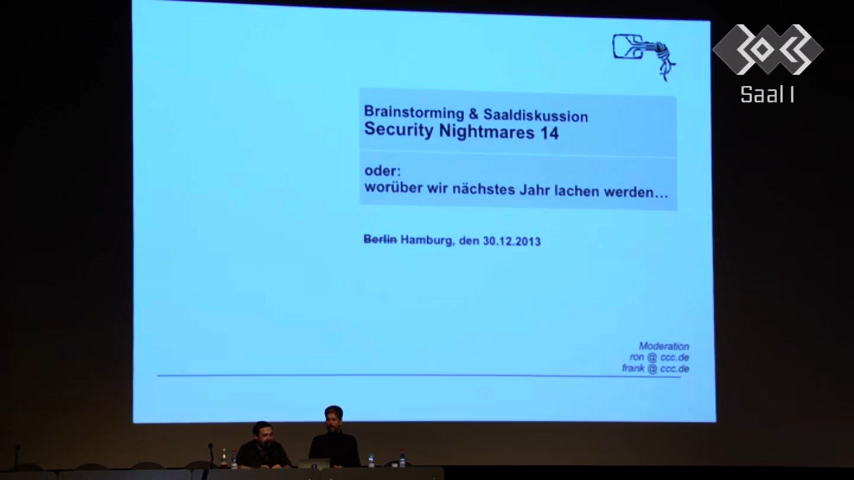 30C3
Saal 1
Brainstorming & Saaldiskussion
Security Nightmares 14
oder:
worüber wir nächstes Jahr lachen werden…
Berlin Hamburg, den 30.12.2013
Moderation
ron @ ccc.de
frank @ ccc.de